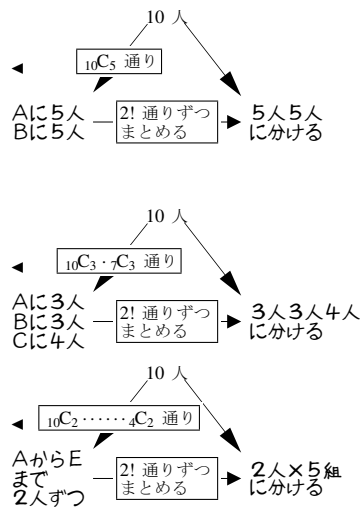 10 人
₁₀C₅ 通り
Aに5人
Bに5人
2! 通りずつ
まとめる
5人5人
に分ける
10 人
₁₀C₃ · ₇C₃ 通り
Aに3人
Bに3人
Cに4人
2! 通りずつ
まとめる
3人3人4人
に分ける
10 人
₁₀C₂ ······ ₄C₂ 通り
AからE
まで
2人ずつ
2! 通りずつ
まとめる
2人×5組
に分ける